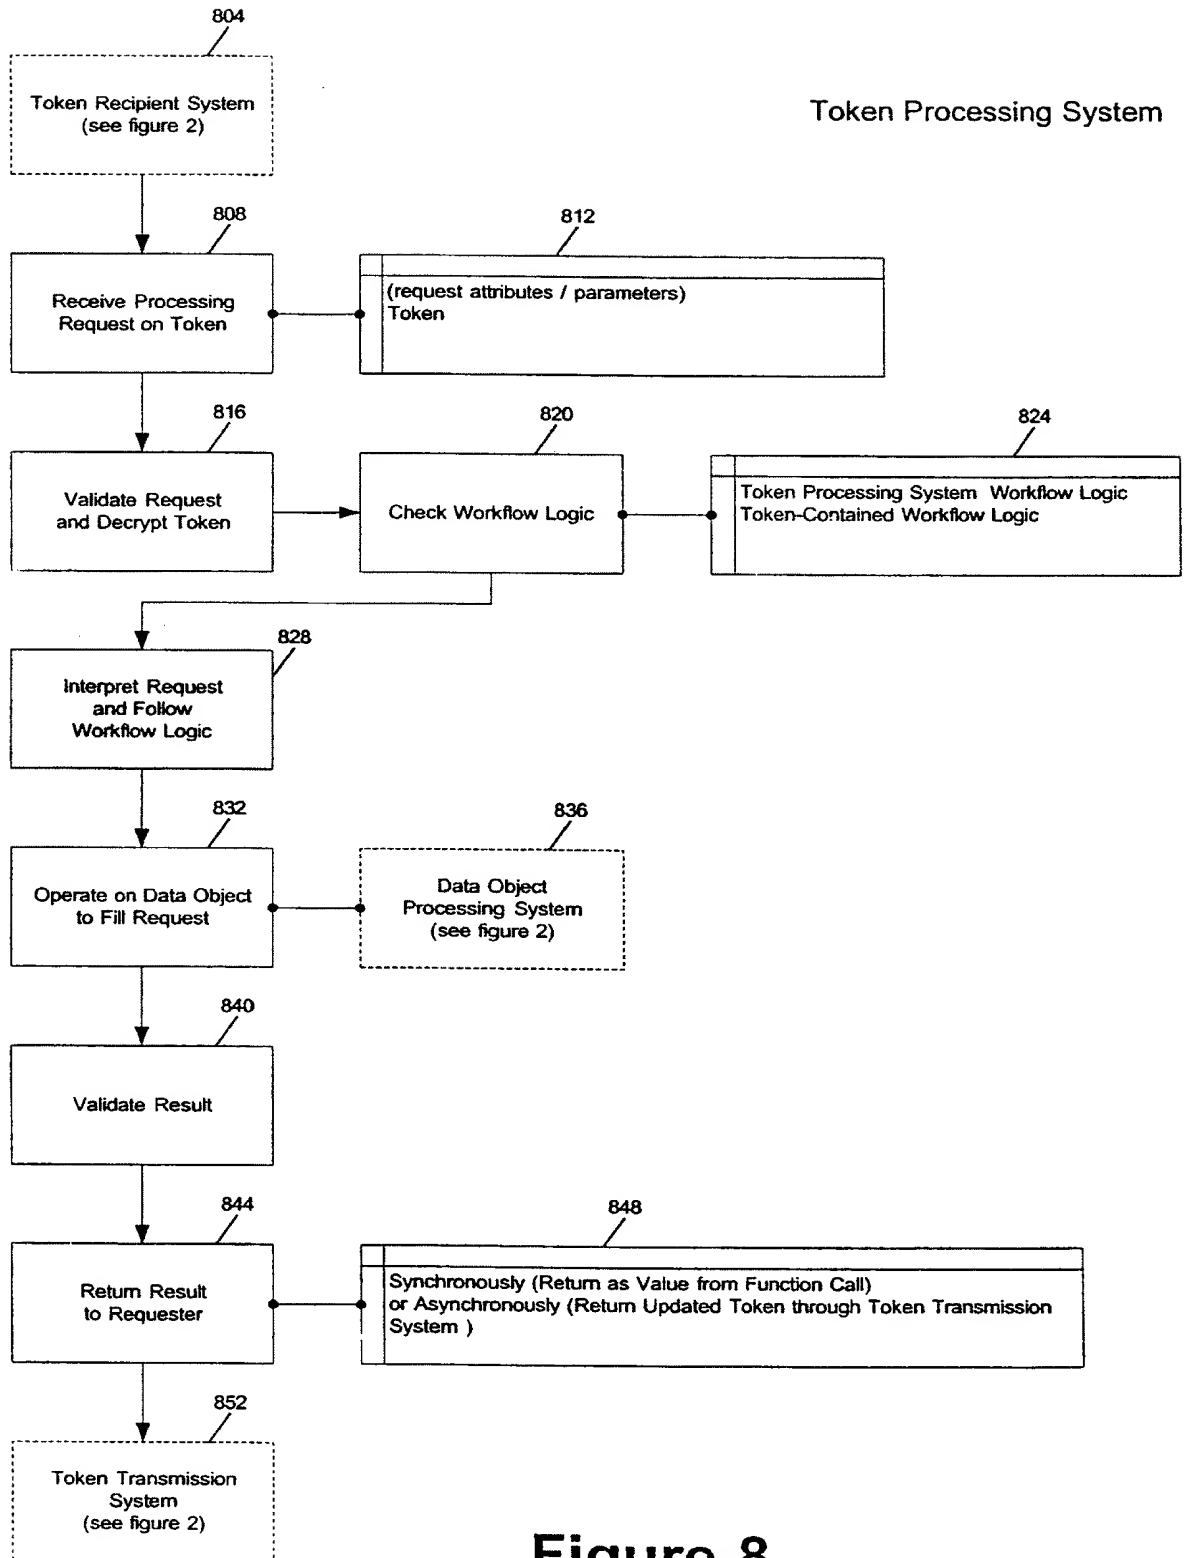 804
Token Recipient System
(see figure 2)
Token Processing System
808
Receive Processing
Request on Token
812
(request attributes / parameters)
Token
816
Validate Request
and Decrypt Token
820
Check Workflow Logic
824
Token Processing System Workflow Logic
Token-Contained Workflow Logic
828
Interpret Request
and Follow
Workflow Logic
832
Operate on Data Object
to Fill Request
836
Data Object
Processing System
(see figure 2)
840
Validate Result
844
Return Result
to Requester
848
Synchronously (Return as Value from Function Call)
or Asynchronously (Return Updated Token through Token Transmission
System )
852
Token Transmission
System
(see figure 2)
Figure 8